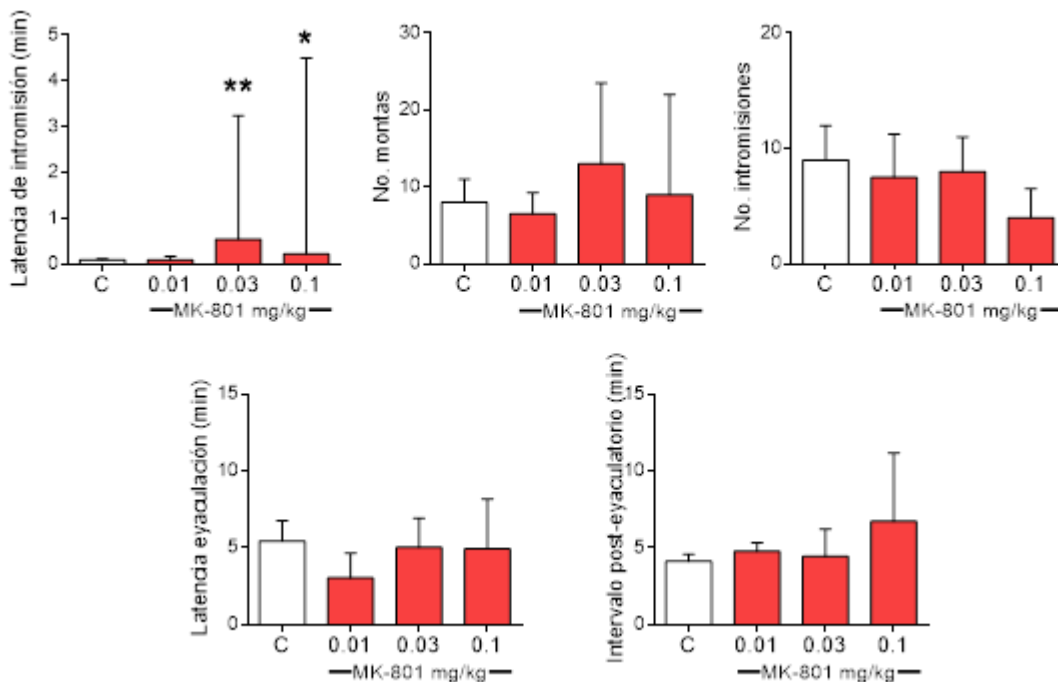 Latencia de intromisión (min)
5
4
3
2
1
0
**
*
C 0.01 0.03 0.1
MK-801 mg/kg
No. montas
30
20
10
0
C 0.01 0.03 0.1
MK-801 mg/kg
No. intromisiones
20
10
0
C 0.01 0.03 0.1
MK-801 mg/kg
Latencia eyaculación (min)
15
10
5
0
C 0.01 0.03 0.1
MK-801 mg/kg
Intervalo post-eyaculatorio (min)
15
10
5
0
C 0.01 0.03 0.1
MK-801 mg/kg